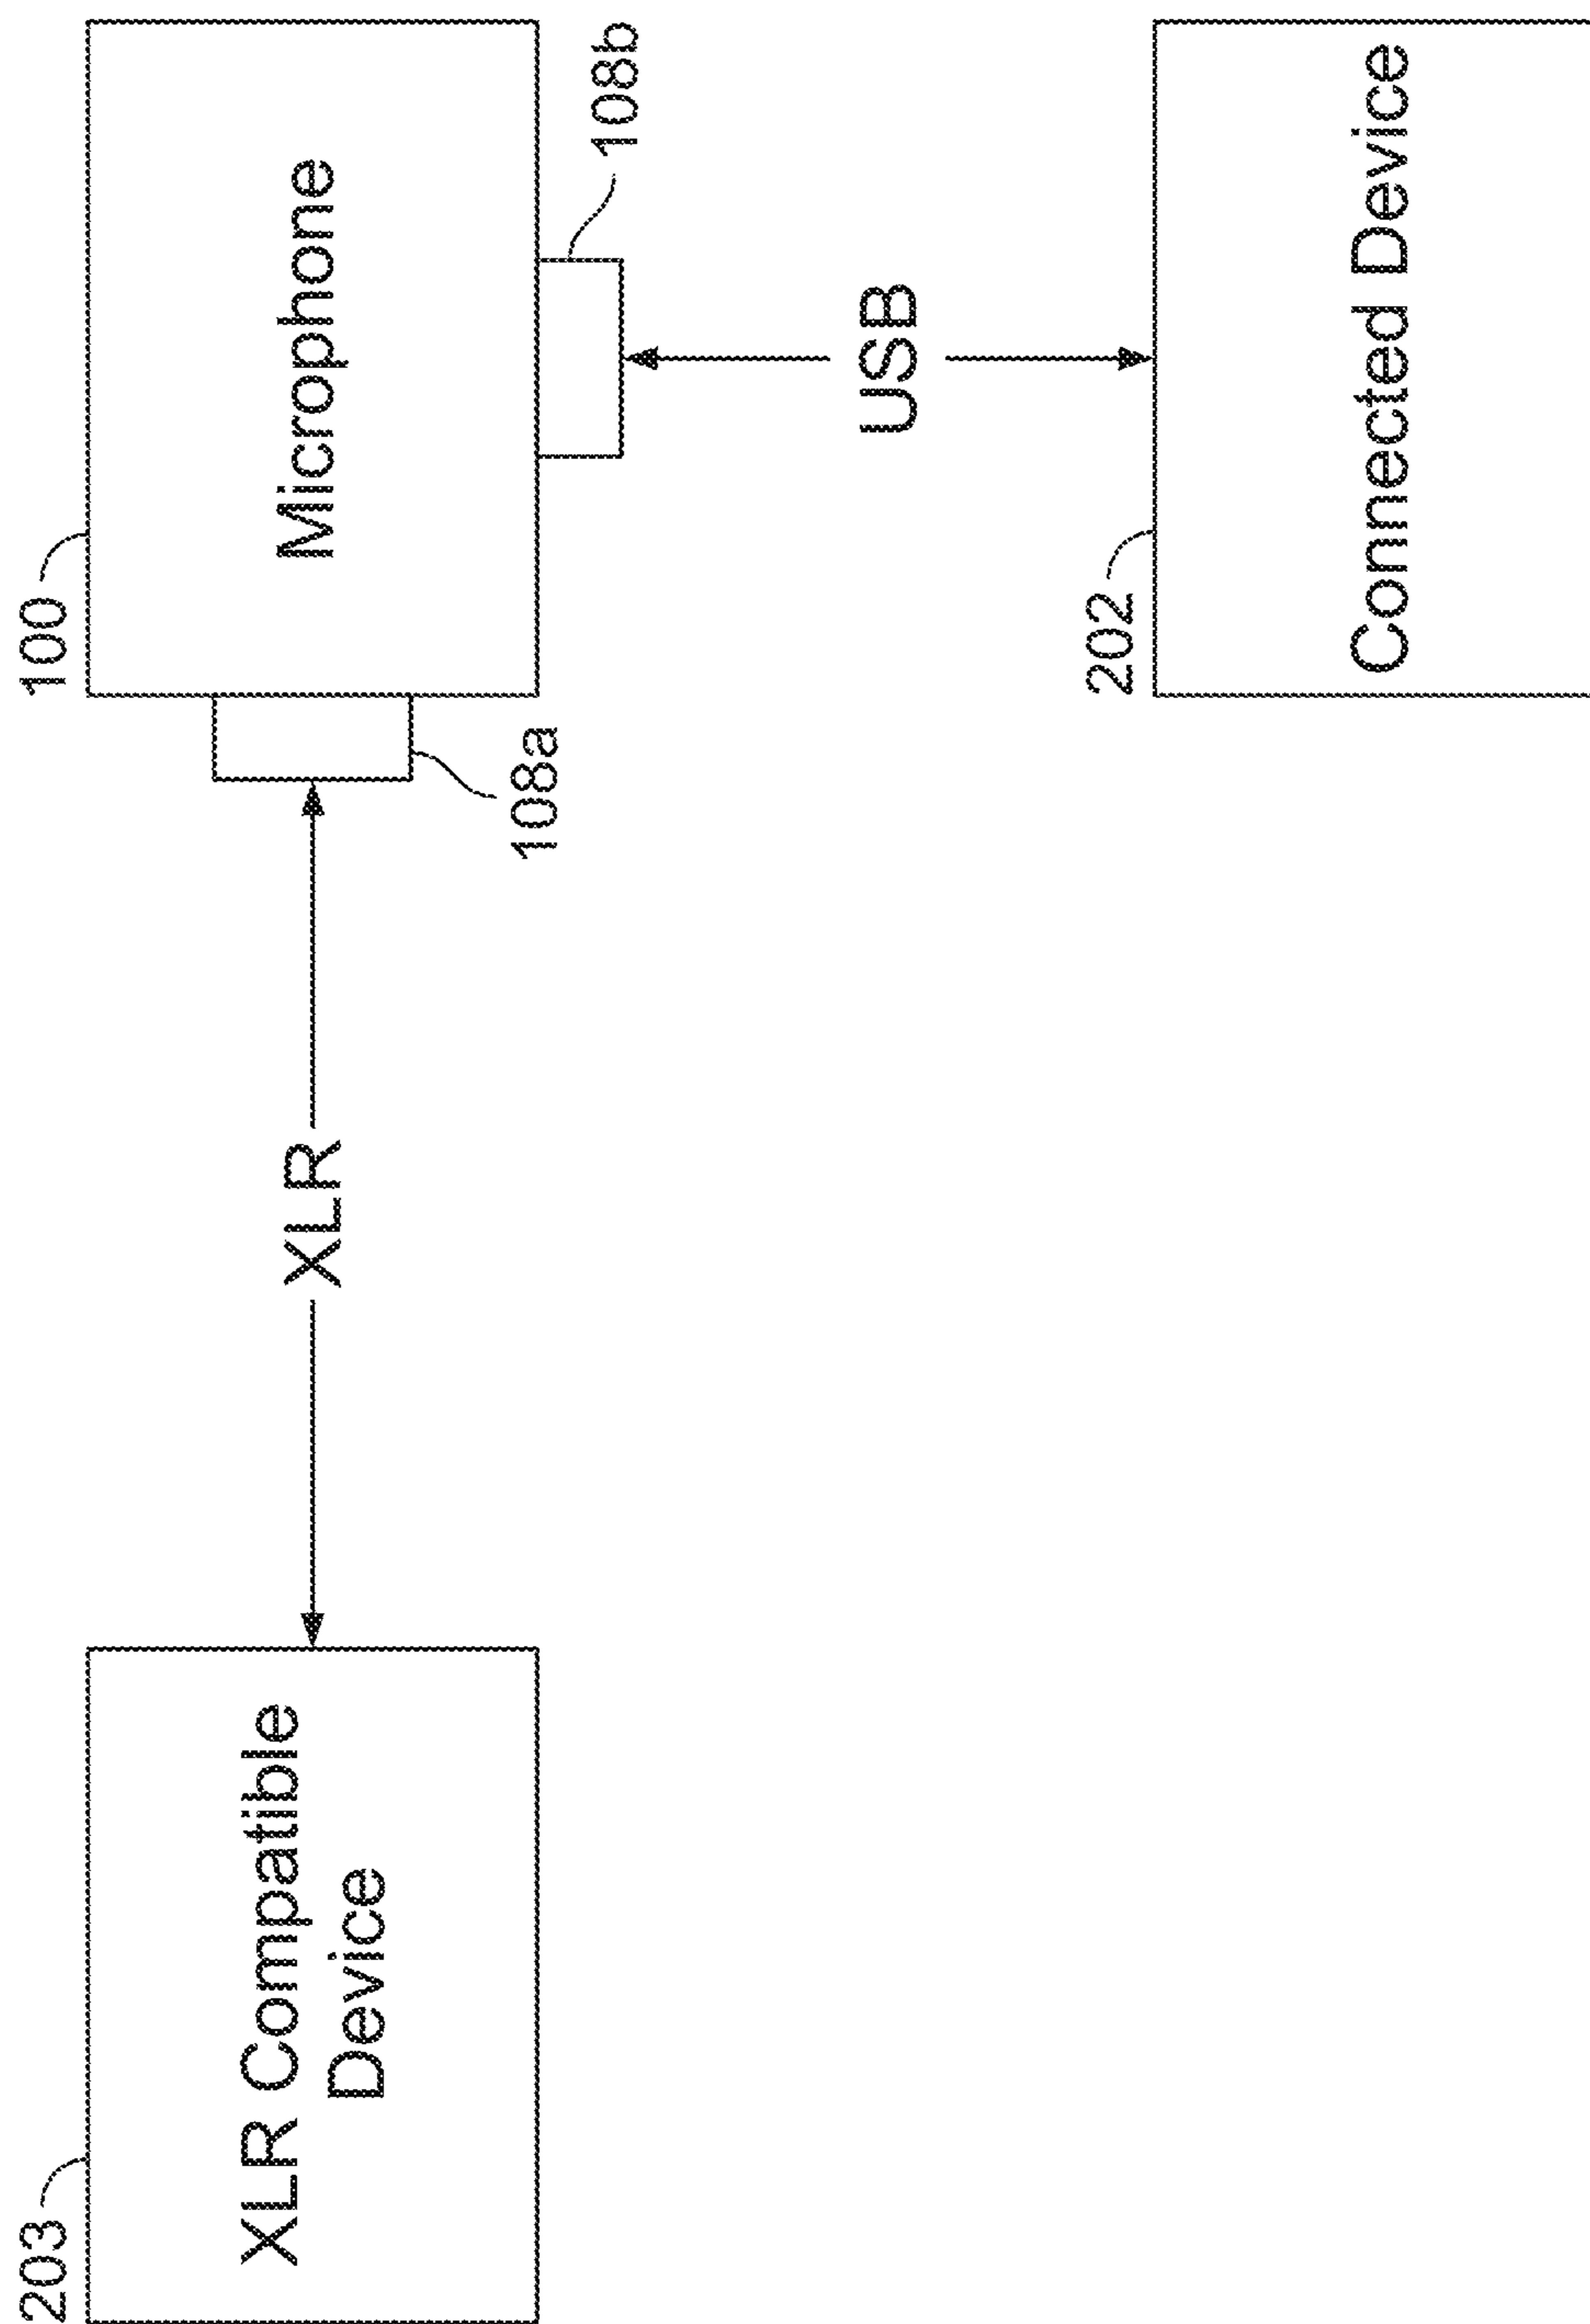 203
100
XLR Compatible
Device
XLR
Microphone
108a
108b
USB
202
Connected Device